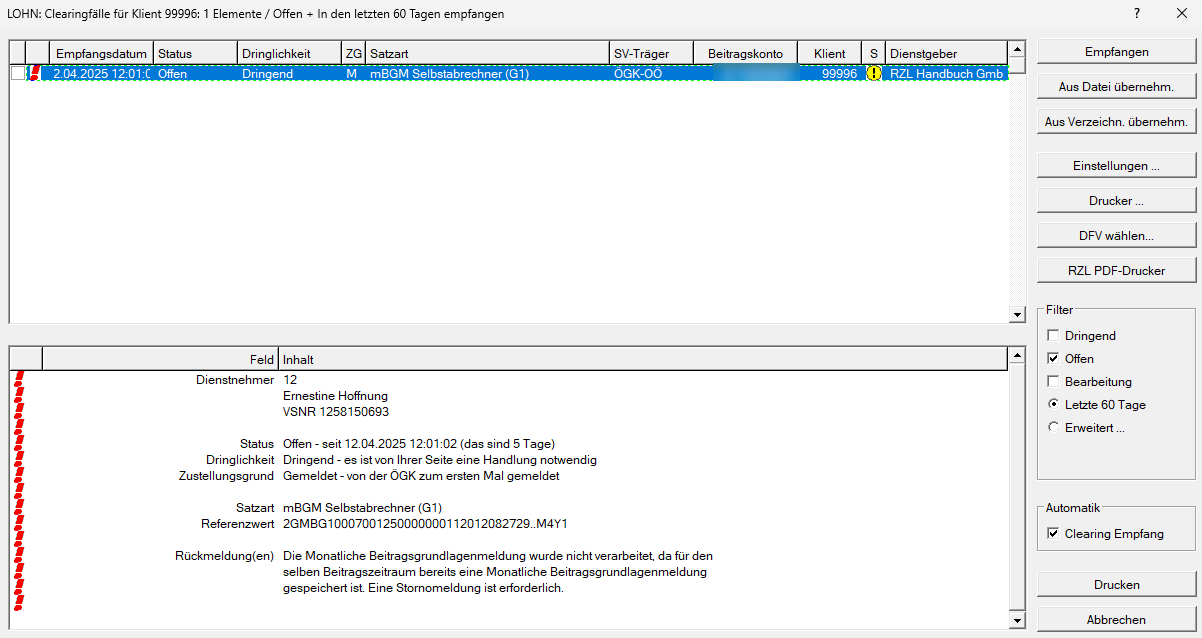 LOHN: Clearingfälle für Klient 99996: 1 Elemente / Offen + In den letzten 60 Tagen empfangen
?
Empfangsdatum Status Dringlichkeit ZG Satzart SV-Träger Beitragskonto Klient S Dienstgeber
2.04.2025 12:01:0 Offen Dringend M mBGM Selbstabrechner (G1) ÖGK-OÖ 99996 RZL Handbuch Gmb
Empfangen
Aus Datei übernehm.
Aus Verzeichn. übernehm.
Einstellungen ...
Drucker ...
DFV wählen...
RZL PDF-Drucker
Filter
Dringend
Offen
Bearbeitung
Letzte 60 Tage
Erweitert ...
Automatik
Clearing Empfang
Drucken
Abbrechen
Feld Inhalt
Dienstnehmer 12
Ernestine Hoffnung
VSNR 1258150693
Status Offen - seit 12.04.2025 12:01:02 (das sind 5 Tage)
Dringlichkeit Dringend - es ist von Ihrer Seite eine Handlung notwendig
Zustellungsgrund Gemeldet - von der ÖGK zum ersten Mal gemeldet
Satzart mBGM Selbstabrechner (G1)
Referenzwert 2GMBG1000700125000000112012082729..M4Y1
Rückmeldung(en) Die Monatliche Beitragsgrundlagenmeldung wurde nicht verarbeitet, da für den
selben Beitragszeitraum bereits eine Monatliche Beitragsgrundlagenmeldung
gespeichert ist. Eine Stornomeldung ist erforderlich.